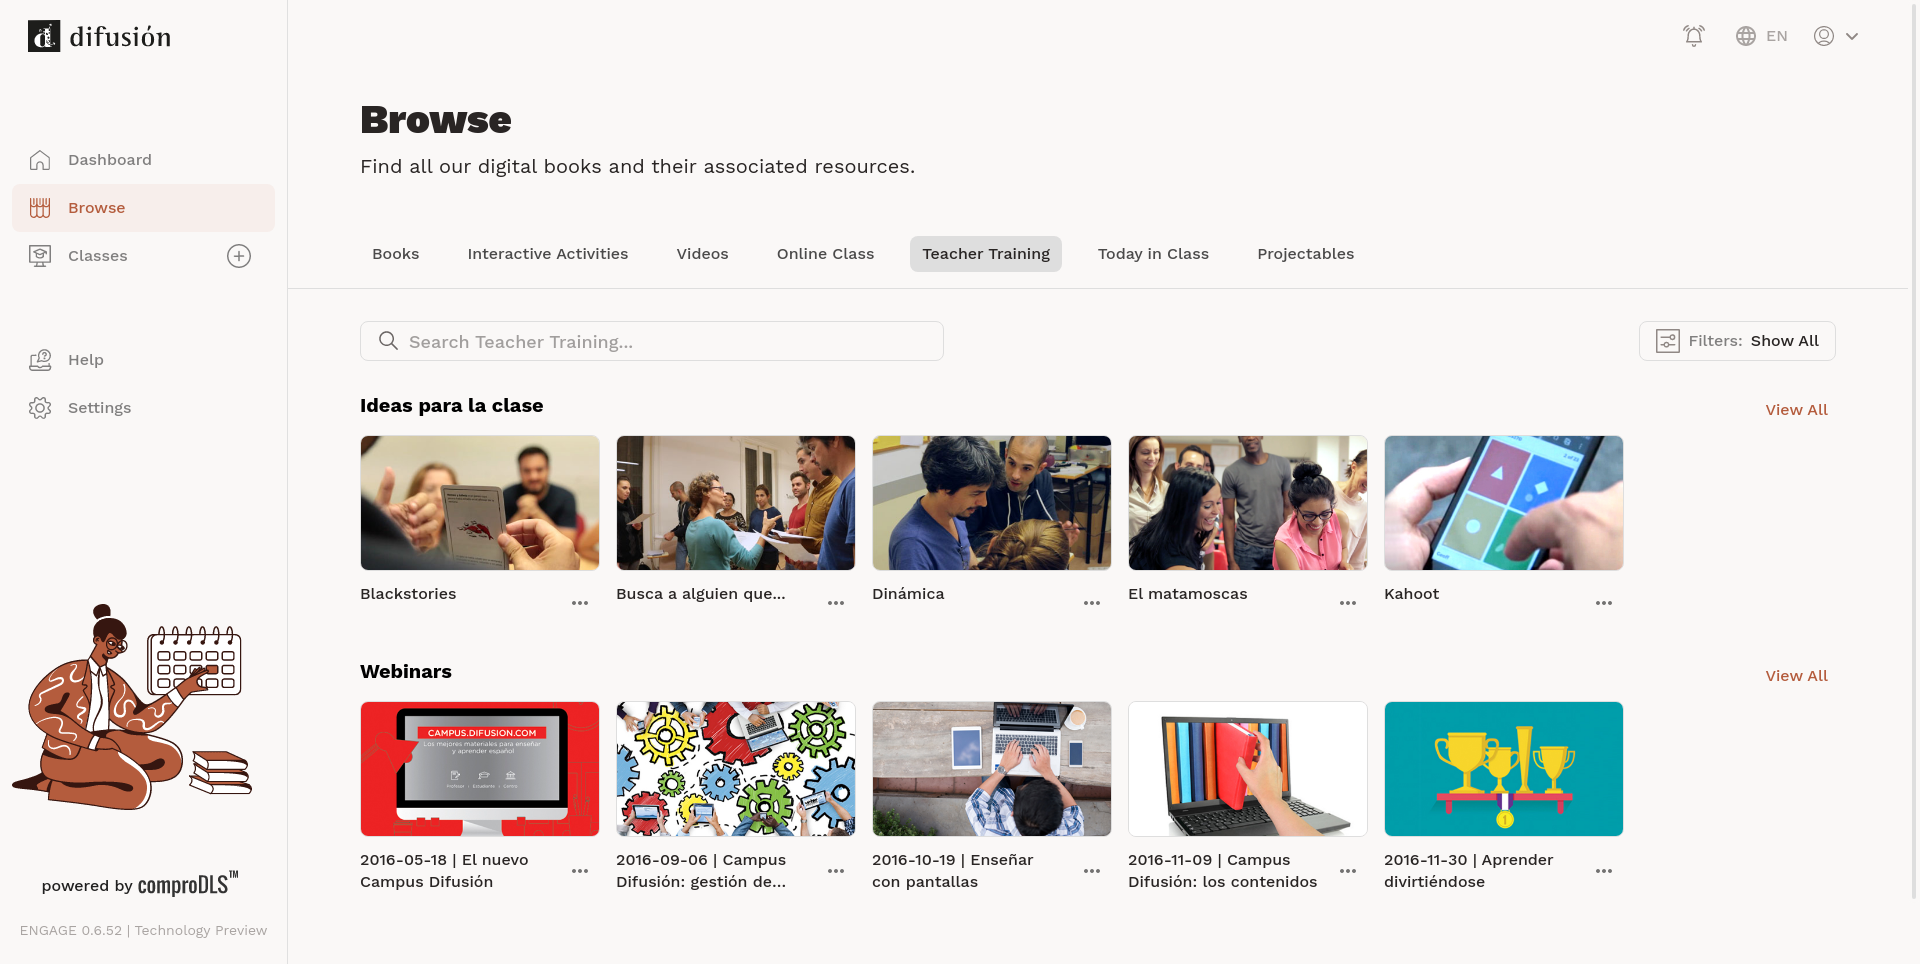 difusión
EN
Browse
Find all our digital books and their associated resources.
Dashboard
Browse
Classes
Help
Settings
Books
Interactive Activities
Videos
Online Class
Teacher Training
Today in Class
Projectables
Search Teacher Training...
Filters: Show All
Ideas para la clase
View All
Blackstories
Busca a alguien que...
Dinámica
El matamoscas
Kahoot
Webinars
View All
CAMPUS.DIFUSION.COM
Los mejores materiales para enseñar
y aprender español
Profesor | Estudiante | Centro
1
2016-05-18 | El nuevo
Campus Difusión
2016-09-06 | Campus
Difusión: gestión de...
2016-10-19 | Enseñar
con pantallas
2016-11-09 | Campus
Difusión: los contenidos
2016-11-30 | Aprender
divirtiéndose
powered by comproDLS™
ENGAGE 0.6.52 | Technology Preview